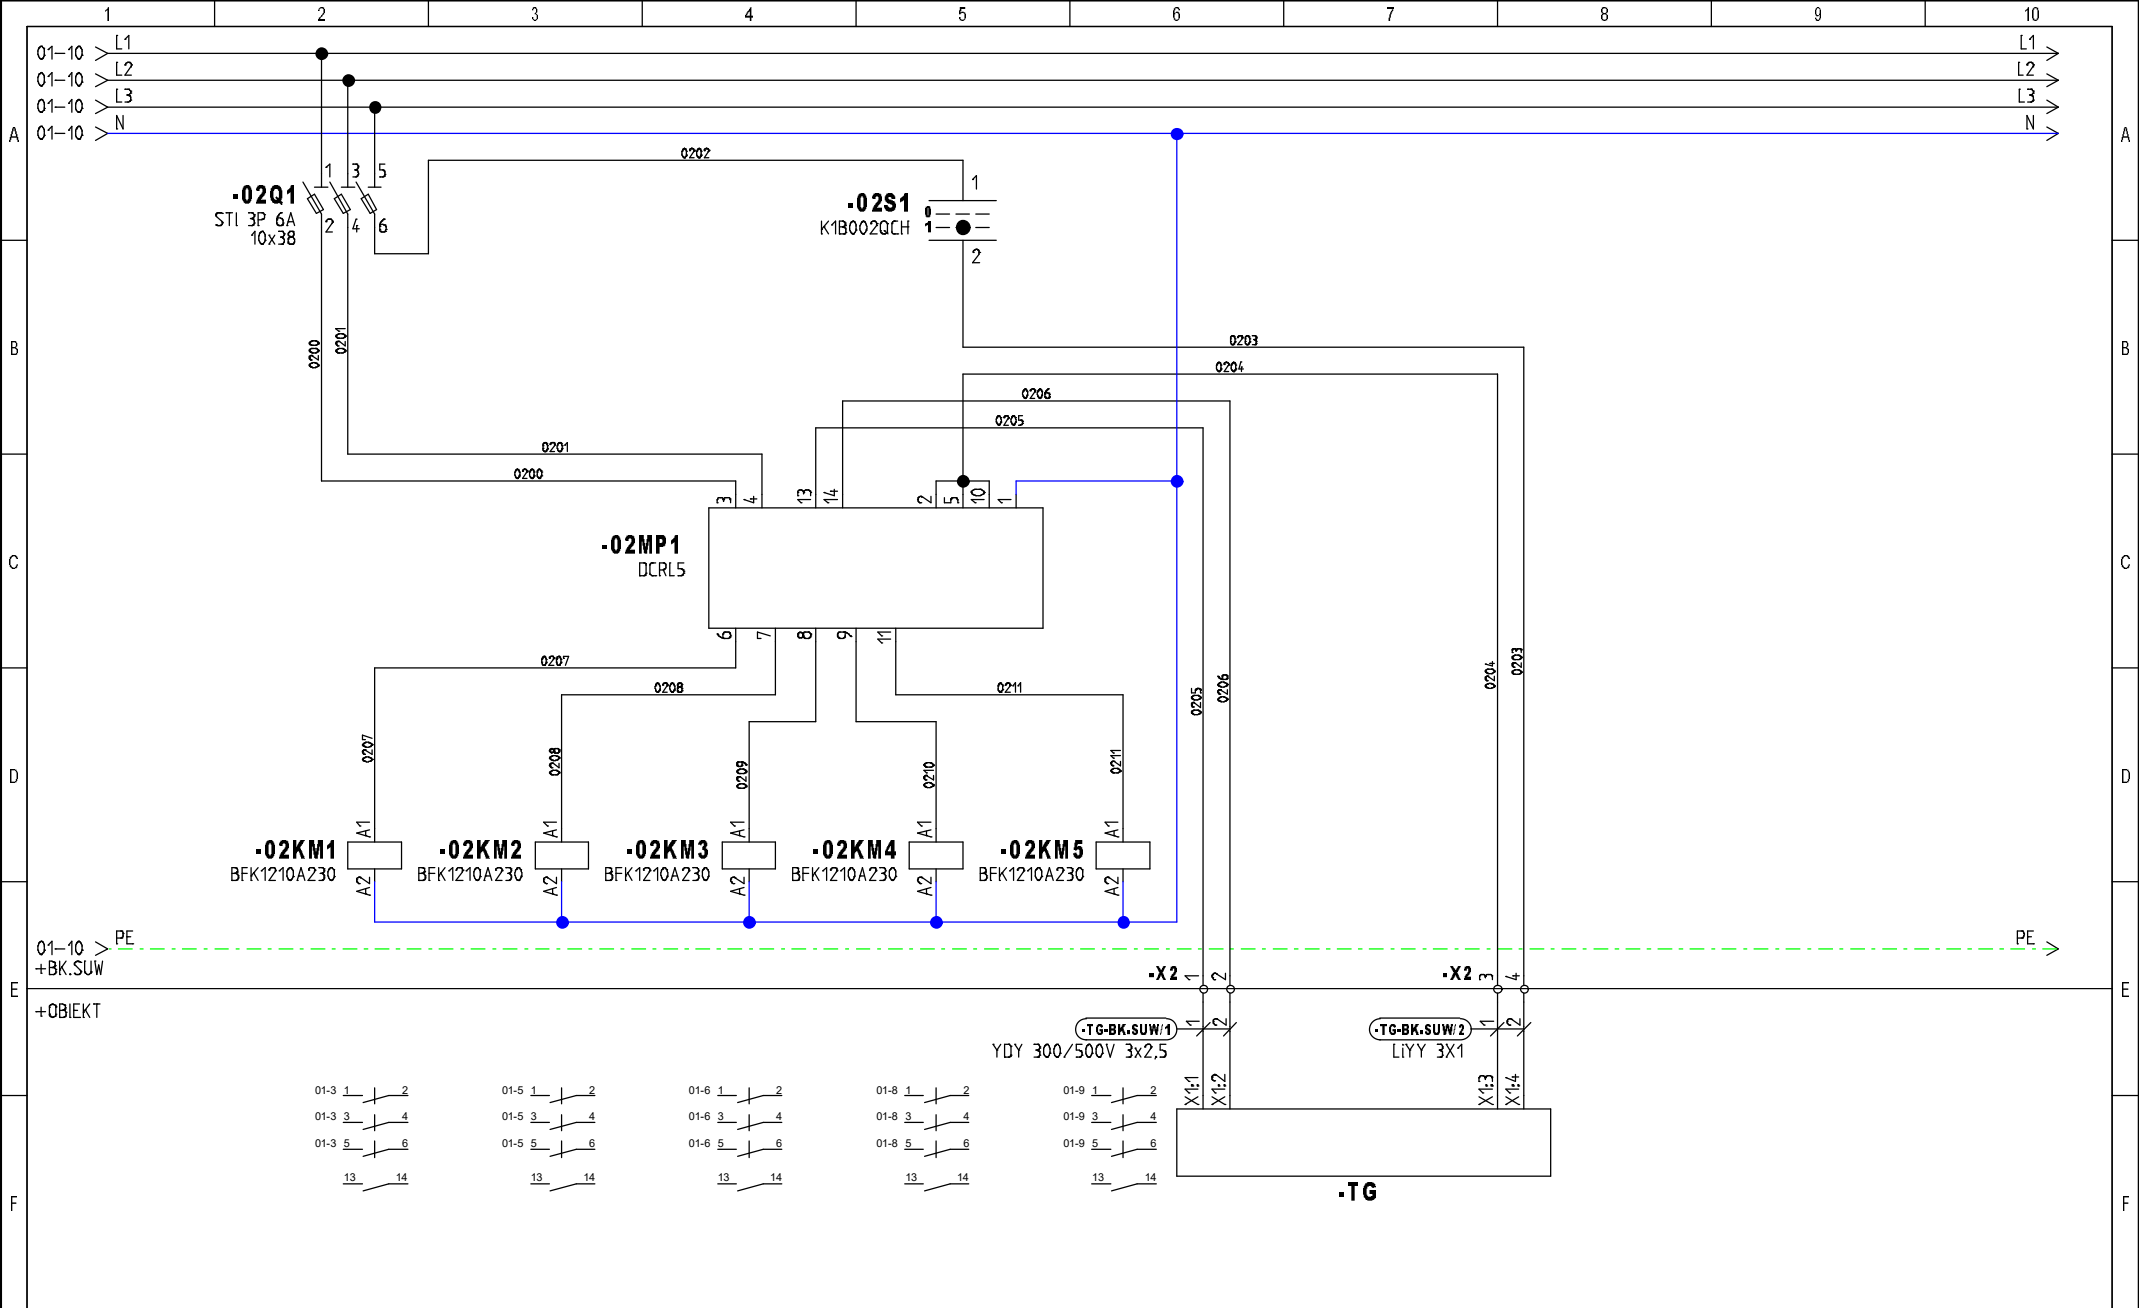 1 2 3 4 5 6 7 8 9 10
01-10 L1 L1
01-10 L2 L2
01-10 L3 L3
A 01-10 N N A
0202
1 3 5
-02Q1
STI 3P 6A
10x38
2 4 6
1
-02S1
K1B002QCH
0
1
2
B B
0200
0201
0203
0204
0206
0205
0201
0200
3 4 13 14 2 5 10 1
-02MP1
DCRL5
C C
6 7 8 9 11
0207
0208
0211
0205
0206
0204
0203
D D
0207
0208
0209
0210
0211
A1 A1 A1 A1 A1
-02KM1 -02KM2 -02KM3 -02KM4 -02KM5
BFK1210A230 BFK1210A230 BFK1210A230 BFK1210A230 BFK1210A230
A2 A2 A2 A2 A2
01-10 PE PE
+BK.SUW
-X2 1 2 -X2 3 4
E E
+OBIEKT
-TG-BK.SUW/1 1 2
YDY 300/500V 3x2,5
-TG-BK.SUW/2 1 2
LiYY 3X1
X1:1 X1:2 X1:3 X1:4
01-3 1 2 01-5 1 2 01-6 1 2 01-8 1 2 01-9 1 2
01-3 3 4 01-5 3 4 01-6 3 4 01-8 3 4 01-9 3 4
01-3 5 6 01-5 5 6 01-6 5 6 01-8 5 6 01-9 5 6
13 14 13 14 13 14 13 14 13 14
-TG
F F